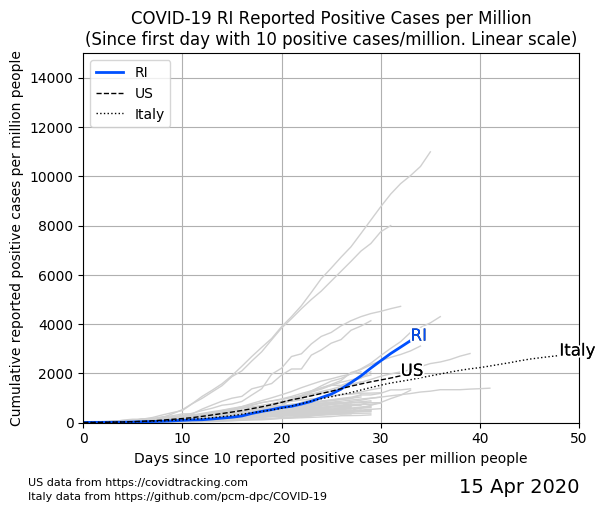 COVID-19 RI Reported Positive Cases per Million
(Since first day with 10 positive cases/million. Linear scale)
Cumulative reported positive cases per million people
14000
12000
10000
8000
6000
4000
2000
0
RI
US
Italy
RI
US
Italy
0 10 20 30 40 50
Days since 10 reported positive cases per million people
US data from https://covidtracking.com
Italy data from https://github.com/pcm-dpc/COVID-19
15 Apr 2020